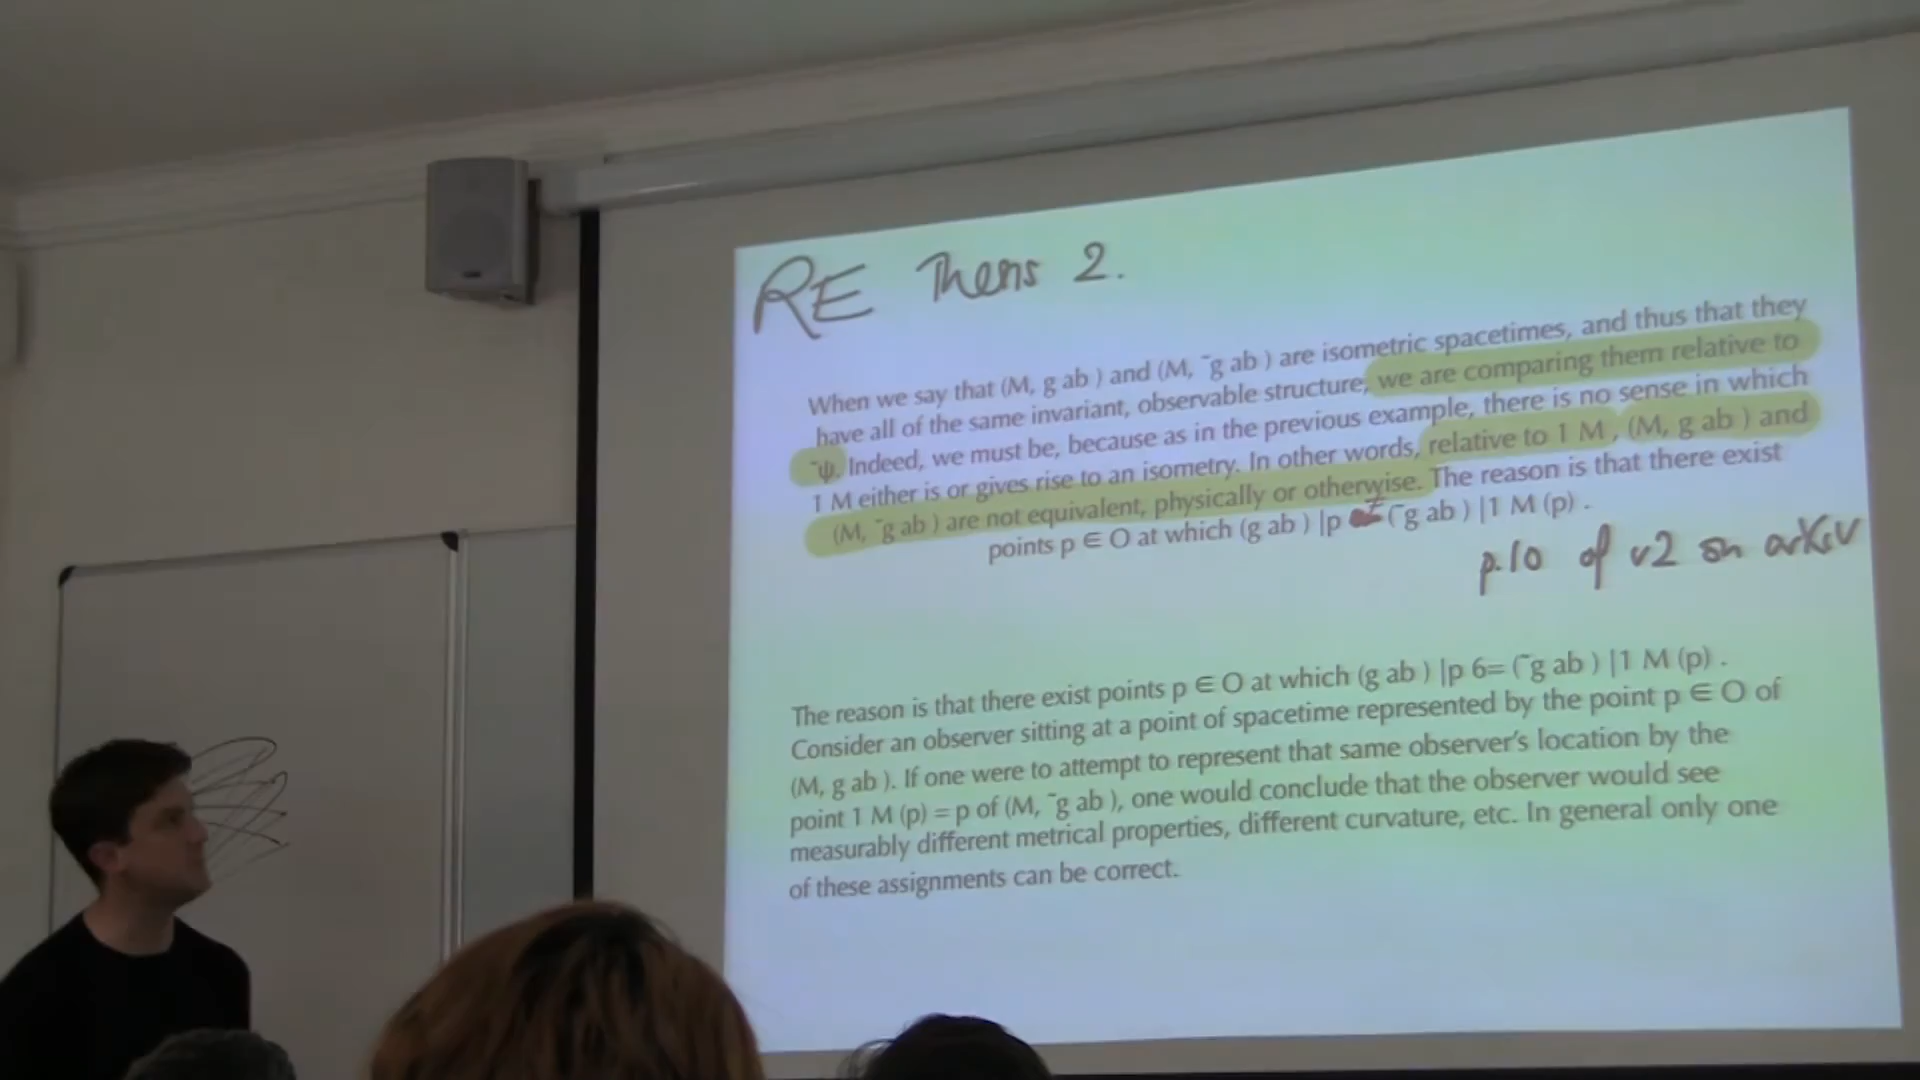 RE Thesis 2.
When we say that (M, g ab ) and (M, ˜g ab ) are isometric spacetimes, and thus that they
have all of the same invariant, observable structure, we are comparing them relative to
˜ψ. Indeed, we must be, because as in the previous example, there is no sense in which
1 M either is or gives rise to an isometry. In other words, relative to 1 M , (M, g ab ) and
(M, ˜g ab ) are not equivalent, physically or otherwise. The reason is that there exist
points p ∈ O at which (g ab ) |p ≠ (˜g ab ) |1 M (p) .
p.10 of v2 on arXiv
The reason is that there exist points p ∈ O at which (g ab ) |p 6= (˜g ab ) |1 M (p) .
Consider an observer sitting at a point of spacetime represented by the point p ∈ O of
(M, g ab ). If one were to attempt to represent that same observer's location by the
point 1 M (p) = p of (M, ˜g ab ), one would conclude that the observer would see
measurably different metrical properties, different curvature, etc. In general only one
of these assignments can be correct.